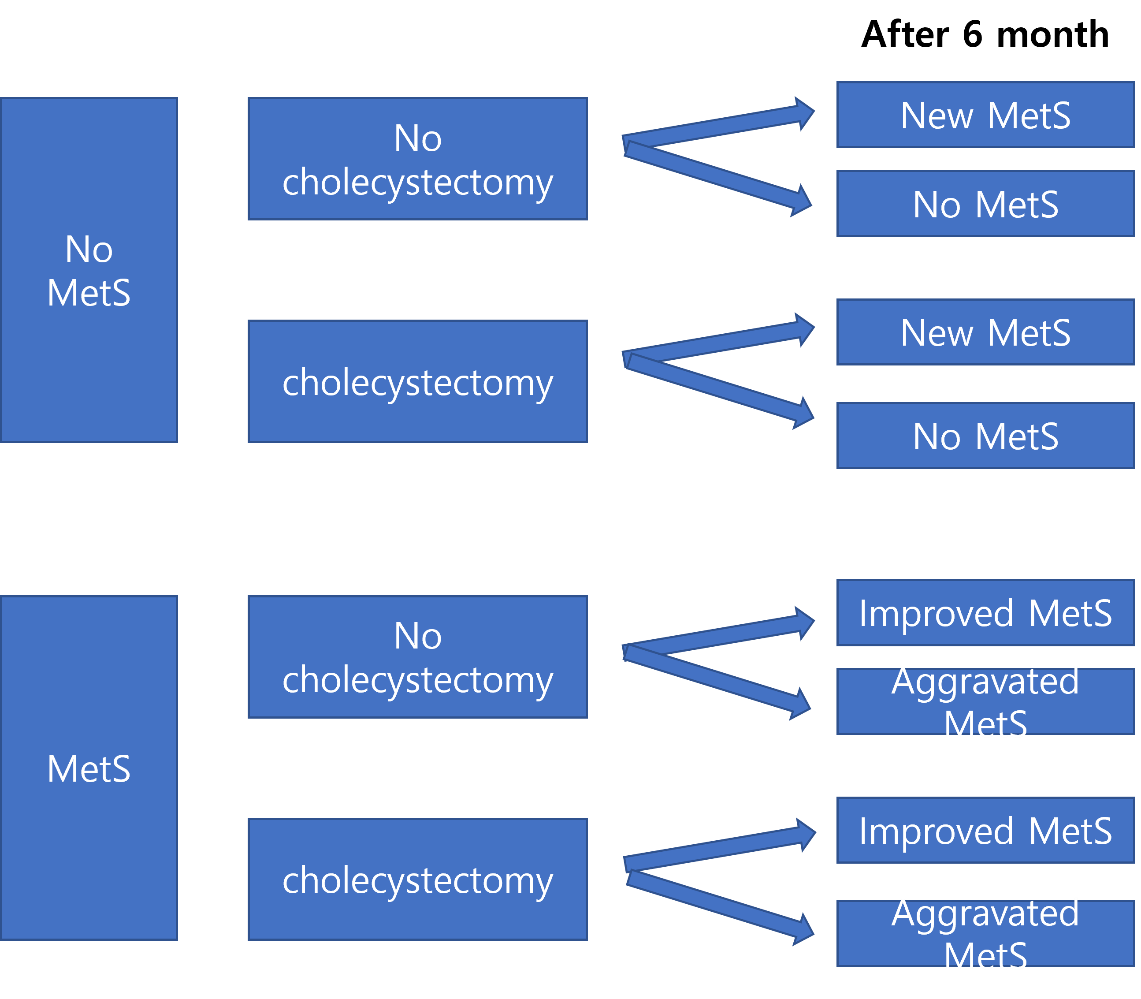 After 6 month
No
MetS
No
cholecystectomy
New MetS
No MetS
cholecystectomy
New MetS
No MetS
MetS
No
cholecystectomy
Improved MetS
Aggravated
MetS
cholecystectomy
Improved MetS
Aggravated
MetS